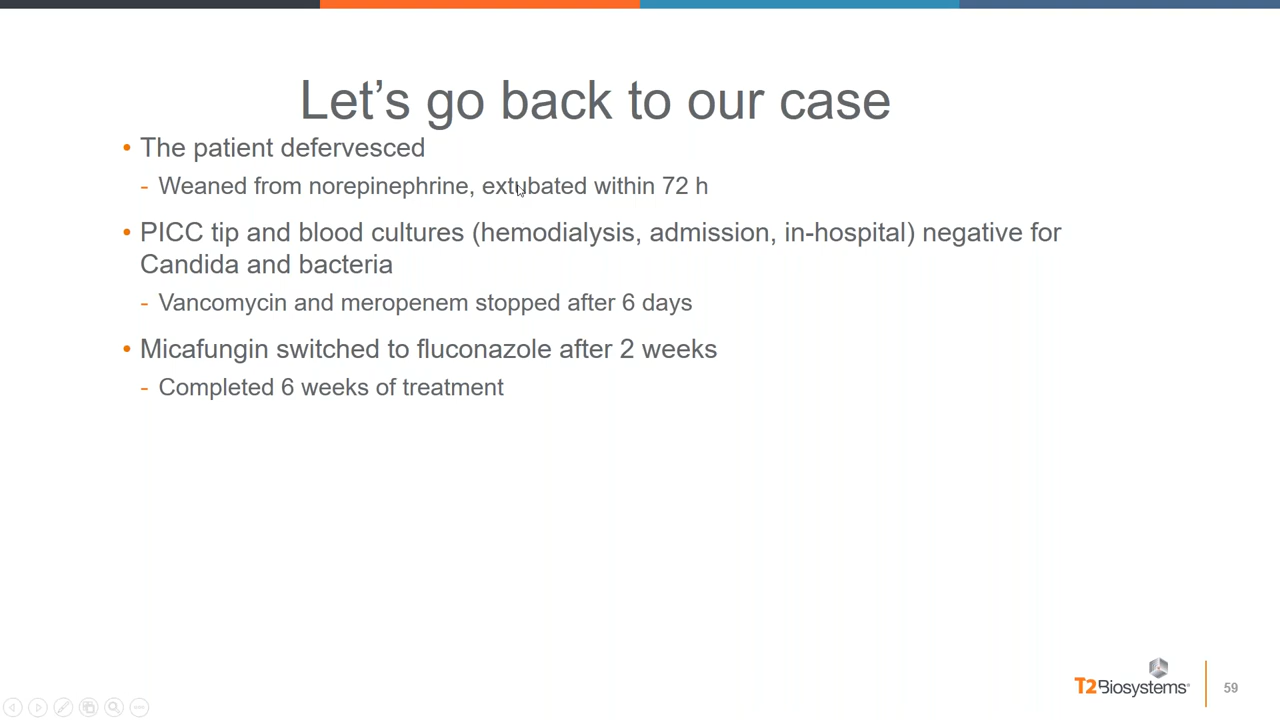 Let’s go back to our case
• The patient defervesced
- Weaned from norepinephrine, extubated within 72 h
• PICC tip and blood cultures (hemodialysis, admission, in-hospital) negative for
Candida and bacteria
- Vancomycin and meropenem stopped after 6 days
• Micafungin switched to fluconazole after 2 weeks
- Completed 6 weeks of treatment
T2Biosystems®
59